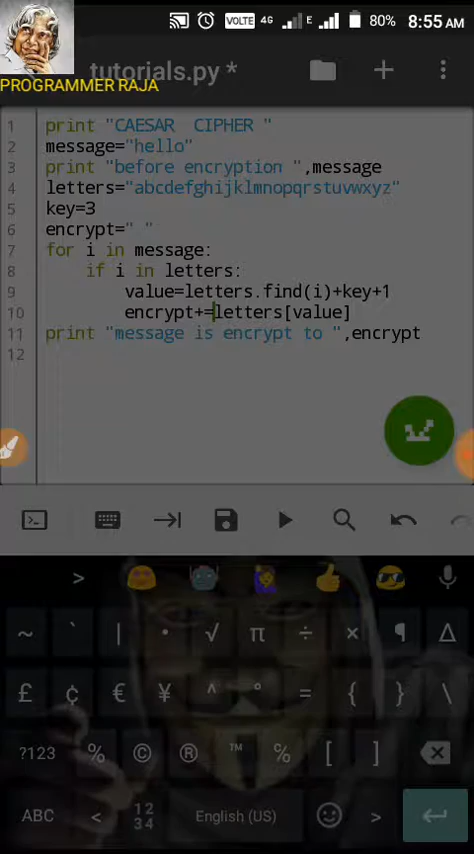 VOLTE 4G E 80% 8:55 AM
tutorials.py *
PROGRAMMER RAJA
1 print "CAESAR  CIPHER "
2 message="hello"
3 print "before encryption ",message
4 letters="abcdefghijklmnopqrstuvwxyz"
5 key=3
6 encrypt=" "
7 for i in message:
8     if i in letters:
9         value=letters.find(i)+key+1
10         encrypt+=letters[value]
11 print "message is encrypt to ",encrypt
12
>
~ ` | • √ π ÷ × ¶ Δ
£ ¢ € ¥ ^ ° = { } \
?123 % © ® ™ % [ ]
ABC < 12 34 English (US) >